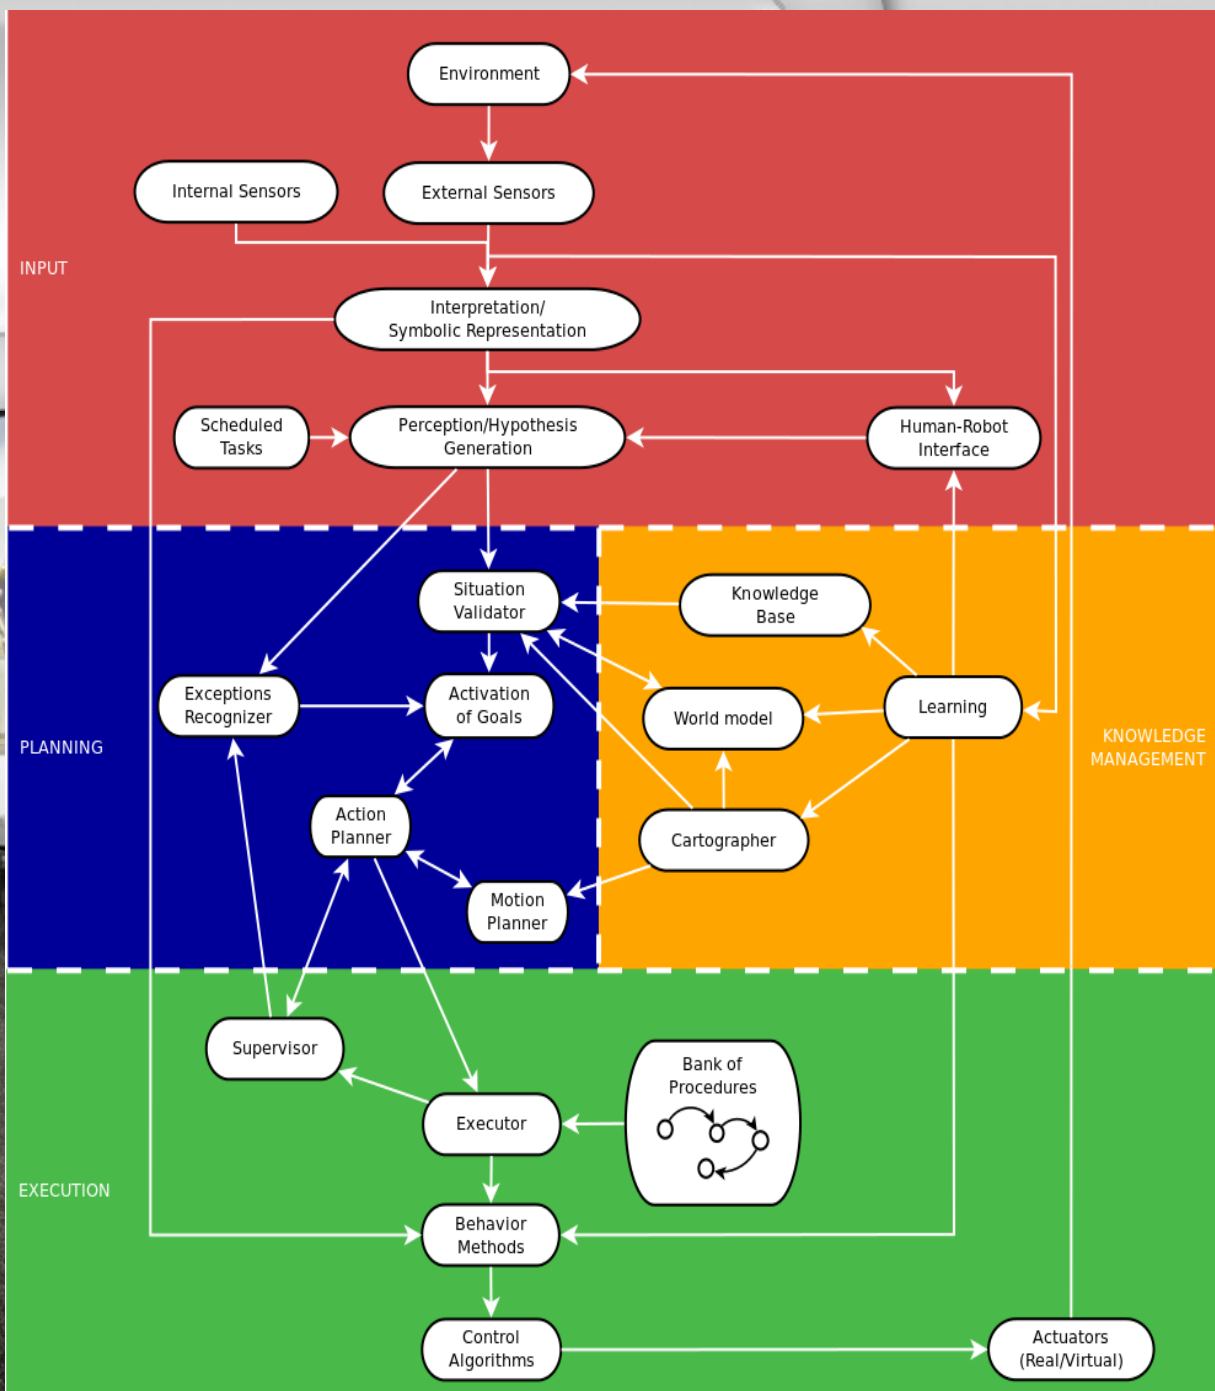 Environment
Internal Sensors
External Sensors
INPUT
Interpretation/
Symbolic Representation
Scheduled
Tasks
Perception/Hypothesis
Generation
Human-Robot
Interface
Situation
Validator
Knowledge
Base
Exceptions
Recognizer
Activation
of Goals
World model
Learning
PLANNING
KNOWLEDGE
MANAGEMENT
Action
Planner
Cartographer
Motion
Planner
Supervisor
Bank of
Procedures
Executor
EXECUTION
Behavior
Methods
Control
Algorithms
Actuators
(Real/Virtual)